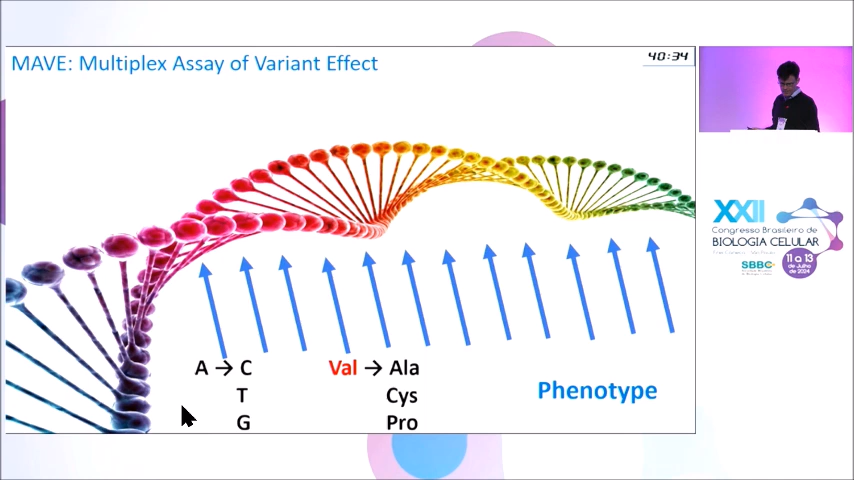 MAVE: Multiplex Assay of Variant Effect
40:34
A → C
T
G
Val → Ala
Cys
Pro
Phenotype
XXII
Congresso Brasileiro de
BIOLOGIA CELULAR
SBBC
11 a 13
de Julho
de 2024